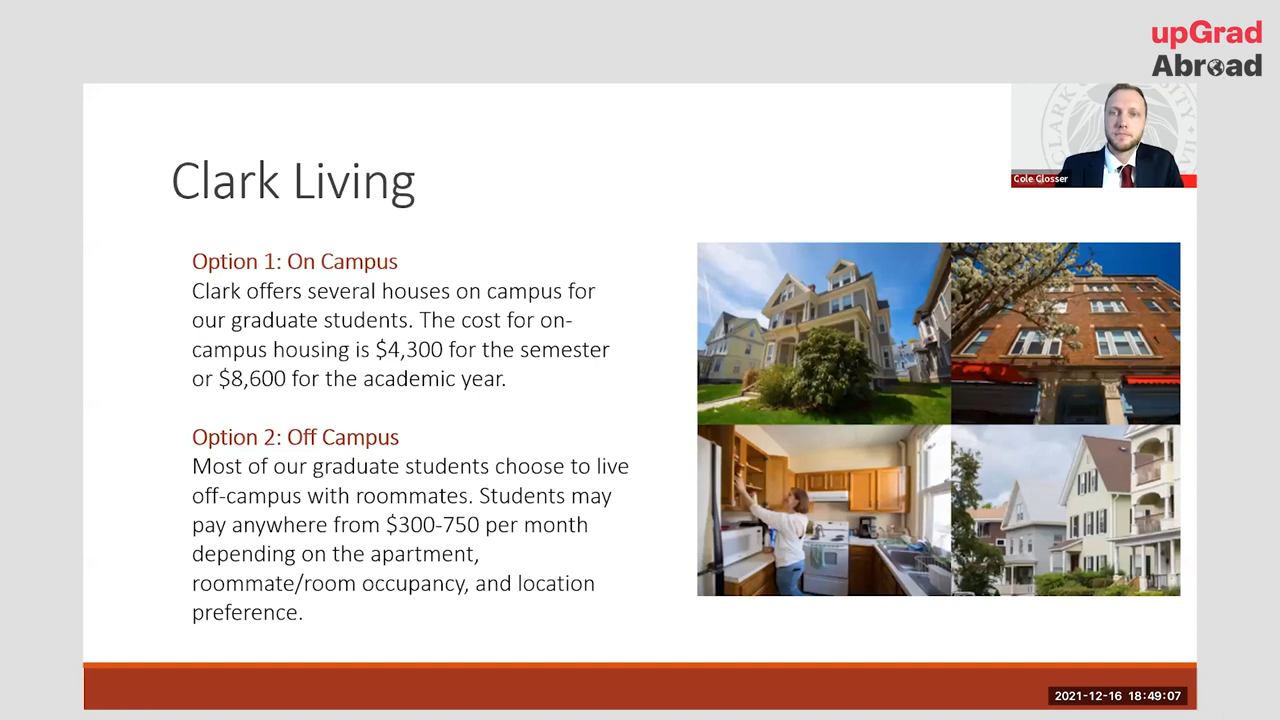 upGrad
Abroad
Clark Living
Cole Closser
Option 1: On Campus
Clark offers several houses on campus for
our graduate students. The cost for on-
campus housing is $4,300 for the semester
or $8,600 for the academic year.
Option 2: Off Campus
Most of our graduate students choose to live
off-campus with roommates. Students may
pay anywhere from $300-750 per month
depending on the apartment,
roommate/room occupancy, and location
preference.
2021-12-16 18:49:07